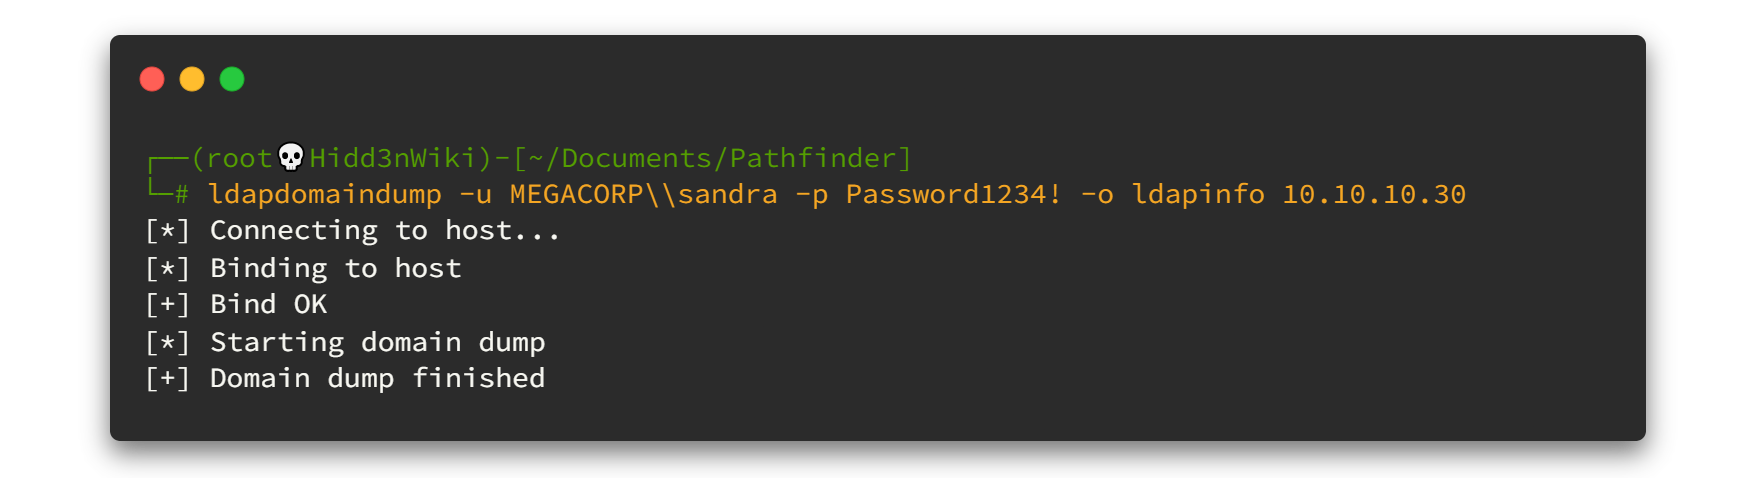 ┌──(root💀Hidd3nWiki)-[~/Documents/Pathfinder]
└─# ldapdomaindump -u MEGACORP\\sandra -p Password1234! -o ldapinfo 10.10.10.30
[*] Connecting to host...
[*] Binding to host
[+] Bind OK
[*] Starting domain dump
[+] Domain dump finished